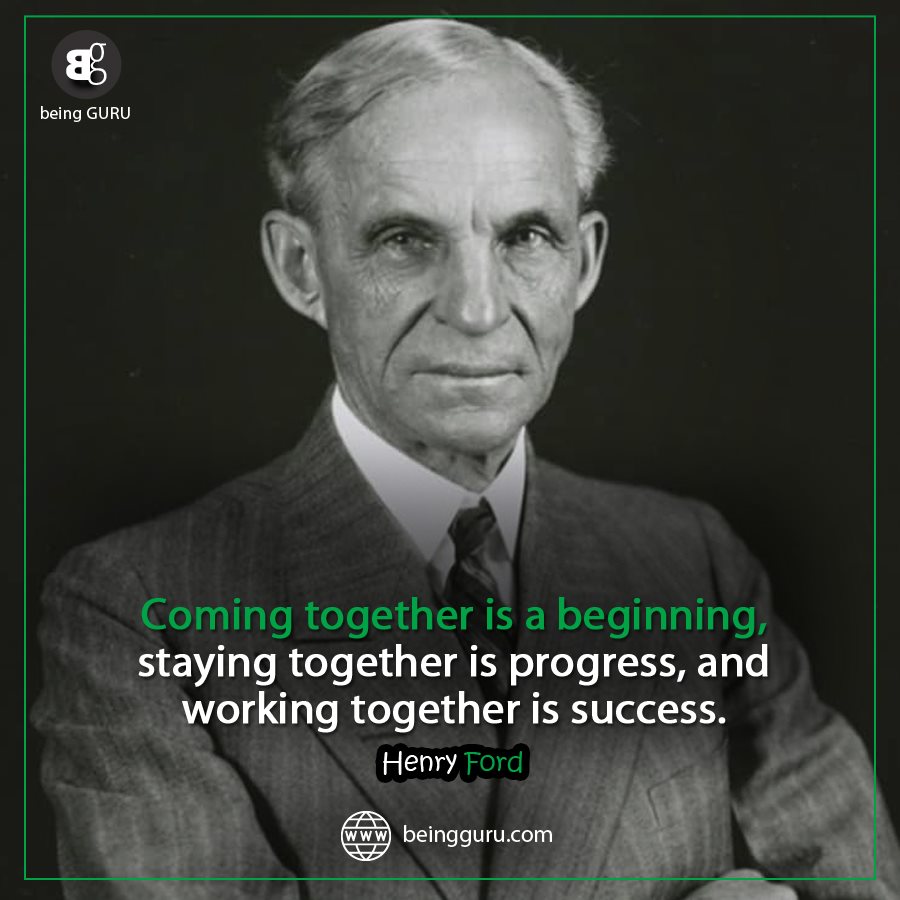 Bg
being GURU
Coming together is a beginning,
staying together is progress, and
working together is success.
Henry Ford
www beingguru.com